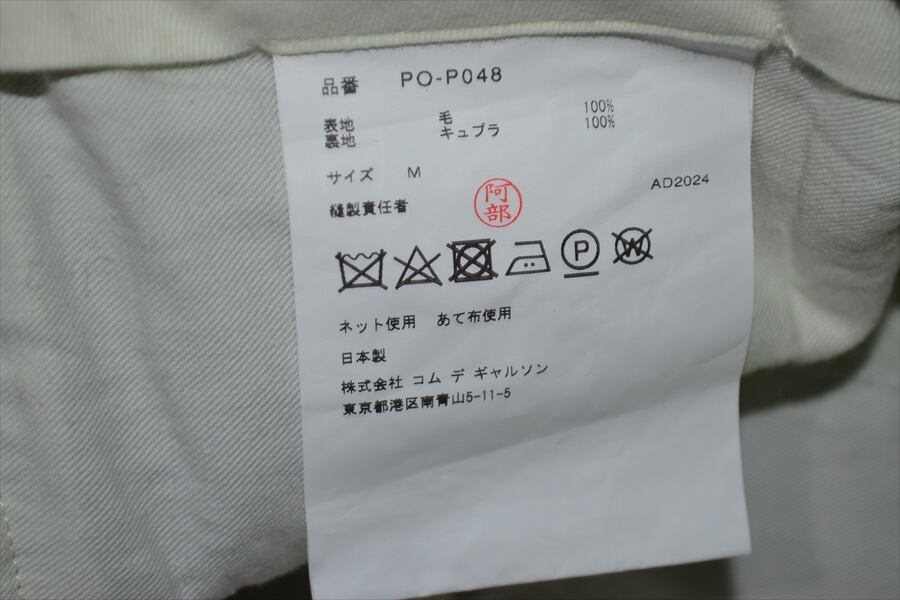 品番 PO-P048
表地 毛 100%
裏地 キュプラ 100%
サイズ M
AD2024
縫製責任者 阿部
P W
ネット使用 あて布使用
日本製
株式会社 コム デ ギャルソン
東京都港区南青山5-11-5